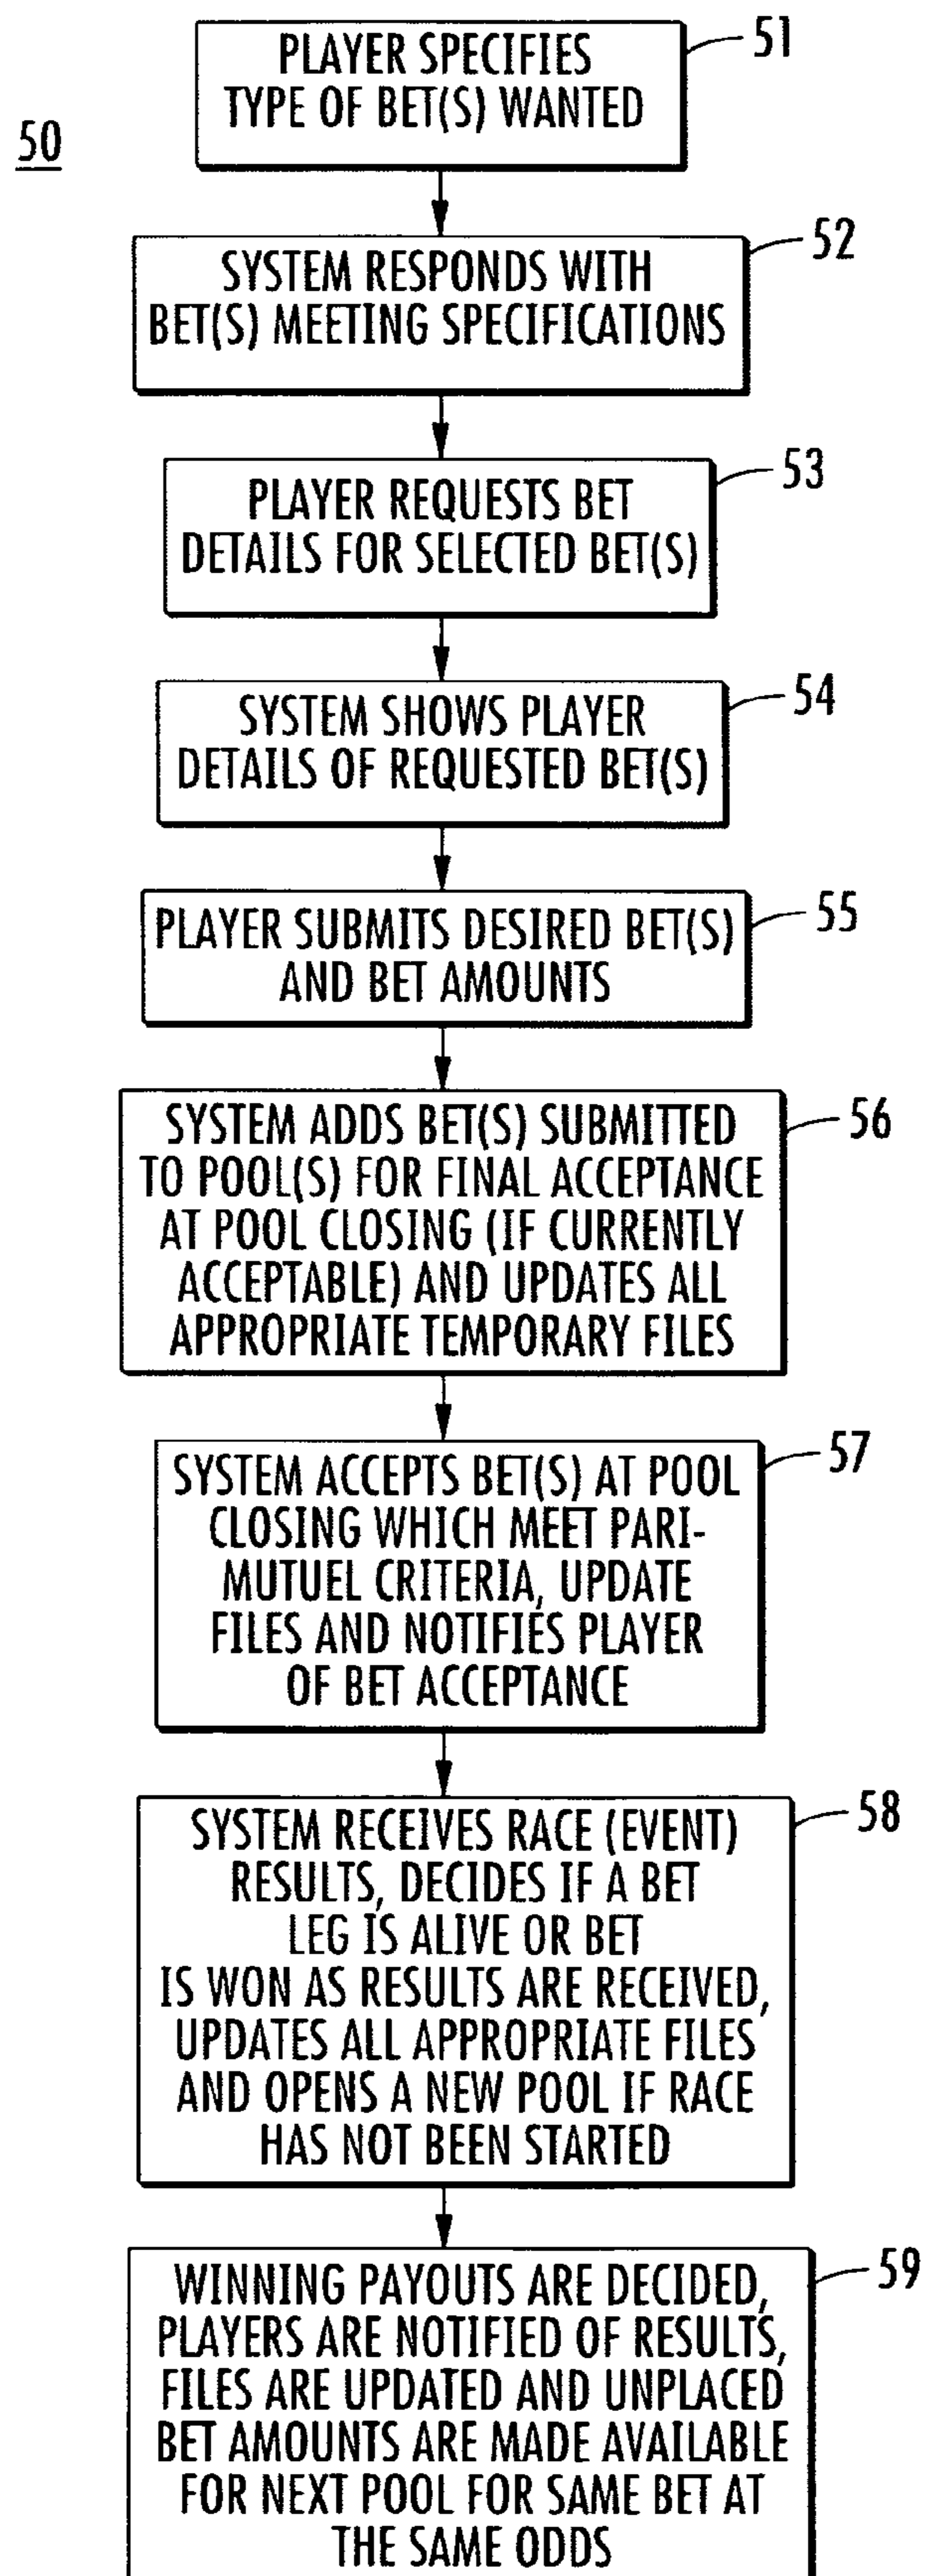 50
PLAYER SPECIFIES
TYPE OF BET(S) WANTED
51
SYSTEM RESPONDS WITH
BET(S) MEETING SPECIFICATIONS
52
PLAYER REQUESTS BET
DETAILS FOR SELECTED BET(S)
53
SYSTEM SHOWS PLAYER
DETAILS OF REQUESTED BET(S)
54
PLAYER SUBMITS DESIRED BET(S)
AND BET AMOUNTS
55
SYSTEM ADDS BET(S) SUBMITTED
TO POOL(S) FOR FINAL ACCEPTANCE
AT POOL CLOSING (IF CURRENTLY
ACCEPTABLE) AND UPDATES ALL
APPROPRIATE TEMPORARY FILES
56
SYSTEM ACCEPTS BET(S) AT POOL
CLOSING WHICH MEET PARI-
MUTUEL CRITERIA, UPDATE
FILES AND NOTIFIES PLAYER
OF BET ACCEPTANCE
57
SYSTEM RECEIVES RACE (EVENT)
RESULTS, DECIDES IF A BET
LEG IS ALIVE OR BET
IS WON AS RESULTS ARE RECEIVED,
UPDATES ALL APPROPRIATE FILES
AND OPENS A NEW POOL IF RACE
HAS NOT BEEN STARTED
58
WINNING PAYOUTS ARE DECIDED,
PLAYERS ARE NOTIFIED OF RESULTS,
FILES ARE UPDATED AND UNPLACED
BET AMOUNTS ARE MADE AVAILABLE
FOR NEXT POOL FOR SAME BET AT
THE SAME ODDS
59